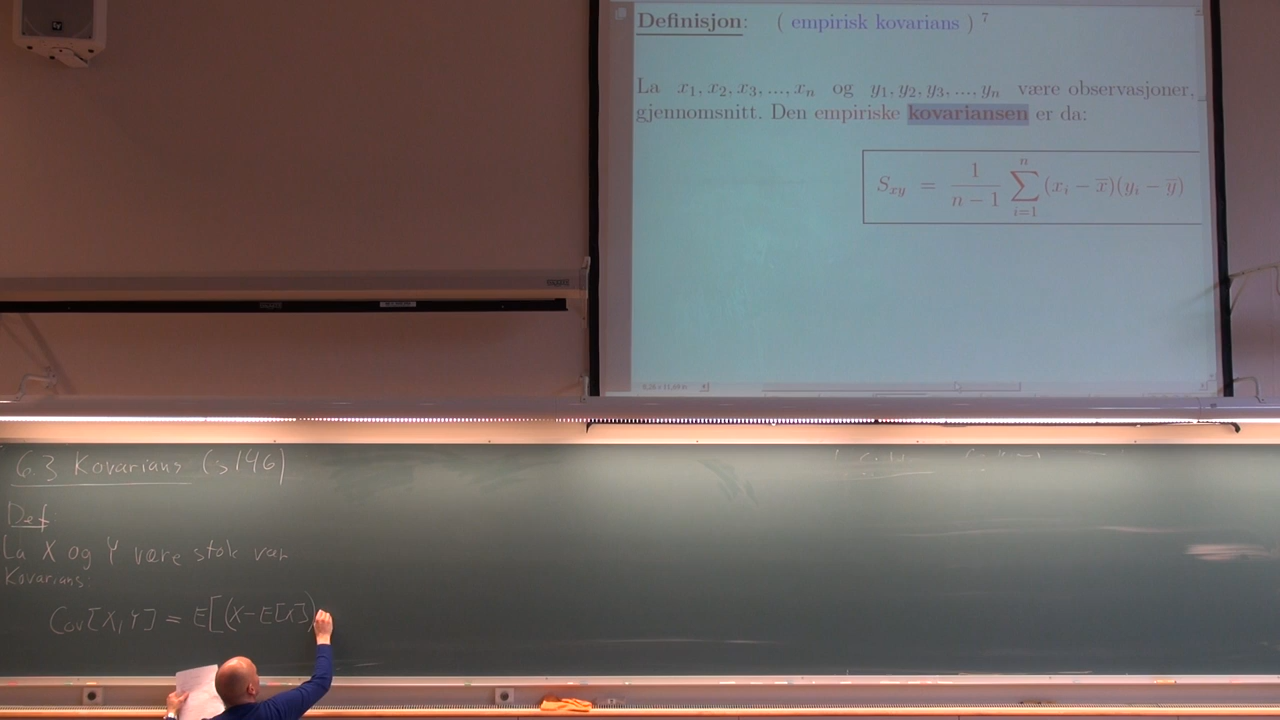 Definisjon: ( empirisk kovarians ) 7
La x1, x2, x3, ..., xn og y1, y2, y3, ..., yn være observasjoner,
gjennomsnitt. Den empiriske kovariansen er da:
Sxy = 1/(n − 1) ∑ i=1 n (xi − x̅)(yi − y̅)
6.3 Kovarians (s146)
Def
La X og Y være stok var
Kovarians:
Cov[X,Y] = E[(X-E[X])